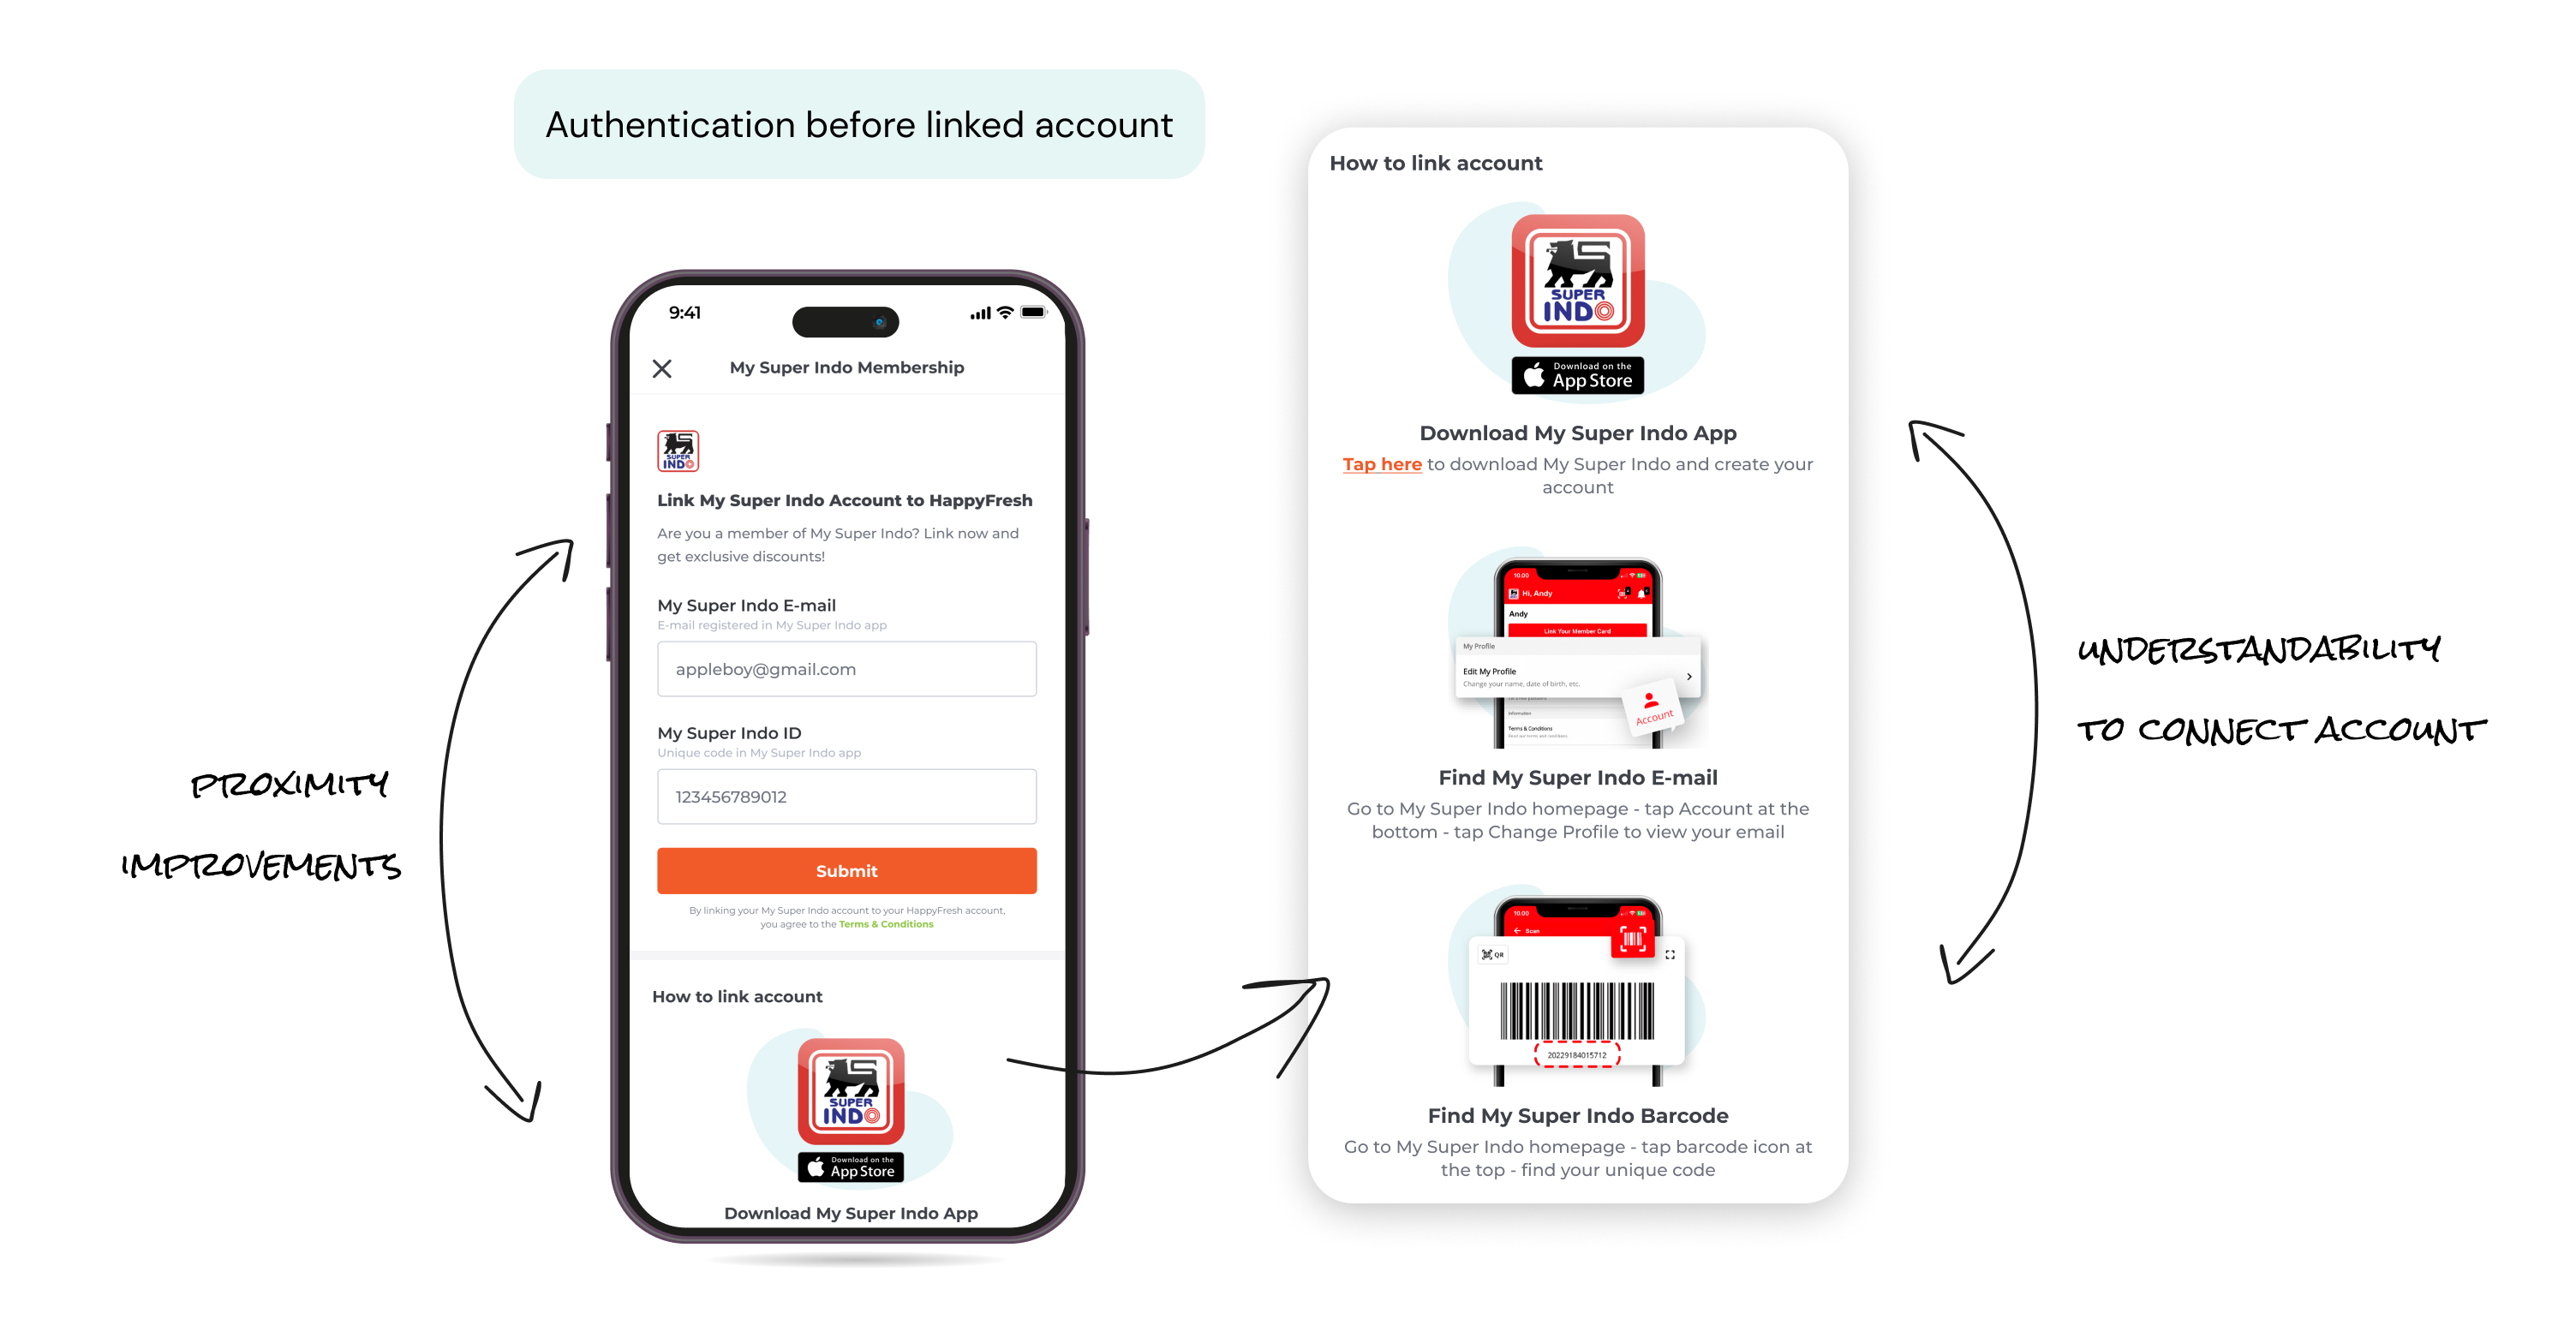 Authentication before linked account
9:41
My Super Indo Membership
SUPER
INDO
Link My Super Indo Account to HappyFresh
Are you a member of My Super Indo? Link now and
get exclusive discounts!
My Super Indo E-mail
E-mail registered in My Super Indo app
appleboy@gmail.com
My Super Indo ID
Unique code in My Super Indo app
123456789012
Submit
By linking your My Super Indo account to your HappyFresh account,
you agree to the Terms & Conditions
How to link account
SUPER
INDO
Download on the
App Store
Download My Super Indo App
PROXIMITY
IMPROVEMENTS
How to link account
SUPER
INDO
Download on the
App Store
Download My Super Indo App
Tap here to download My Super Indo and create your
account
10.00
Hi, Andy
Andy
Link Your Member Card
My Profile
Edit My Profile
Change your name, date of birth, etc.
Account
Information
Terms & Conditions
Read our terms and conditions
Find My Super Indo E-mail
Go to My Super Indo homepage - tap Account at the
bottom - tap Change Profile to view your email
10.00
Scan
QR
20229184015712
Find My Super Indo Barcode
Go to My Super Indo homepage - tap barcode icon at
the top - find your unique code
UNDERSTANDABILITY
TO CONNECT ACCOUNT